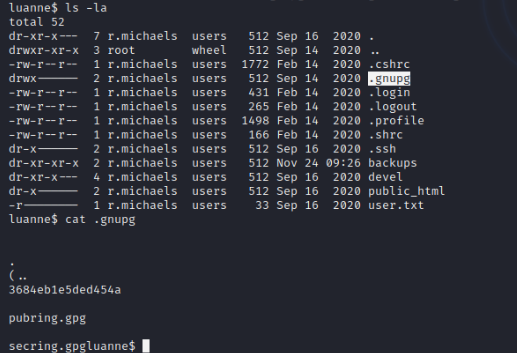 luanne$ ls -la
total 52
dr-xr-x--- 7 r.michaels users 512 Sep 16 2020 .
drwxr-xr-x 3 root wheel 512 Sep 14 2020 ..
-rw-r--r-- 1 r.michaels users 1772 Feb 14 2020 .cshrc
drwx------ 2 r.michaels users 512 Sep 14 2020 .gnupg
-rw-r--r-- 1 r.michaels users 431 Feb 14 2020 .login
-rw-r--r-- 1 r.michaels users 265 Feb 14 2020 .logout
-rw-r--r-- 1 r.michaels users 1498 Feb 14 2020 .profile
-rw-r--r-- 1 r.michaels users 166 Feb 14 2020 .shrc
dr-x------ 2 r.michaels users 512 Sep 16 2020 .ssh
dr-xr-xr-x 2 r.michaels users 512 Nov 24 09:26 backups
dr-xr-x--- 4 r.michaels users 512 Sep 16 2020 devel
dr-x------ 2 r.michaels users 512 Sep 16 2020 public_html
-r-------- 1 r.michaels users 33 Sep 16 2020 user.txt
luanne$ cat .gnupg
.
(..
3684eb1e5ded454a
pubring.gpg
secring.gpgluanne$